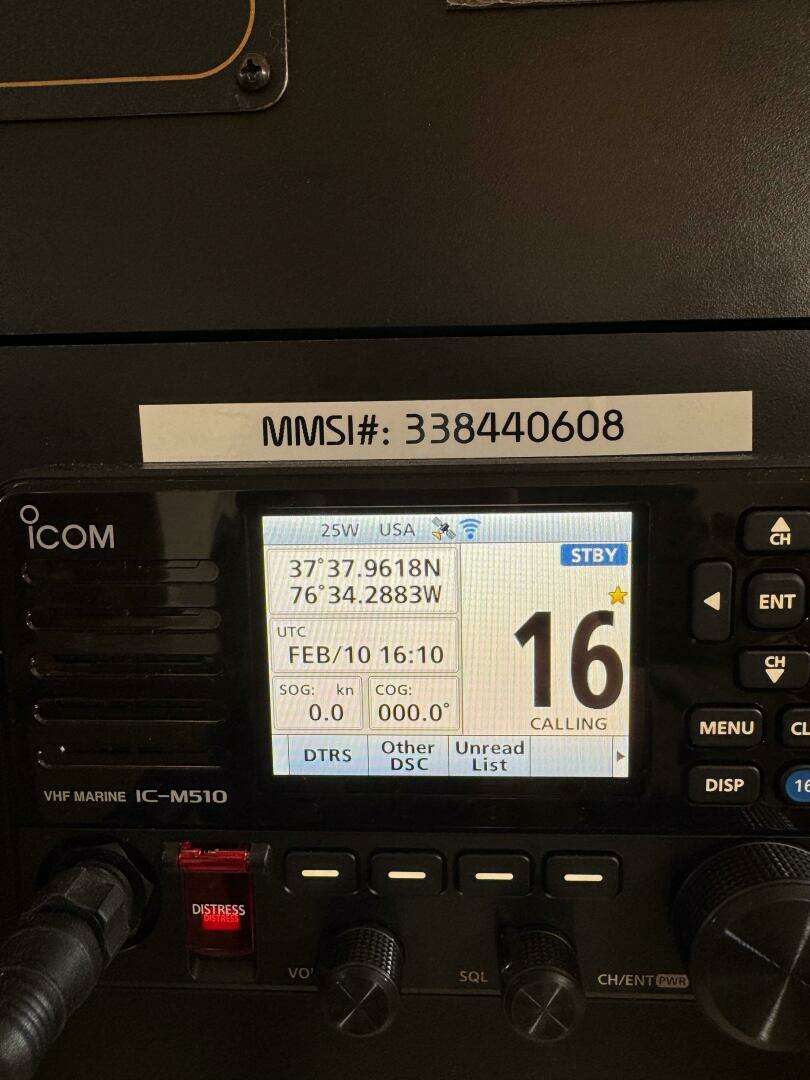 MMSI#: 338440608
ICOM
25W USA
STBY
37°37.9618N
76°34.2883W
UTC
FEB/10 16:10
SOG: kn
0.0
COG:
000.0°
16
CALLING
DTRS
Other DSC
Unread List
VHF MARINE IC-M510
CH
ENT
CH
MENU
CL
DISP
16
DISTRESS
VO
SQL
CH/ENT PWR